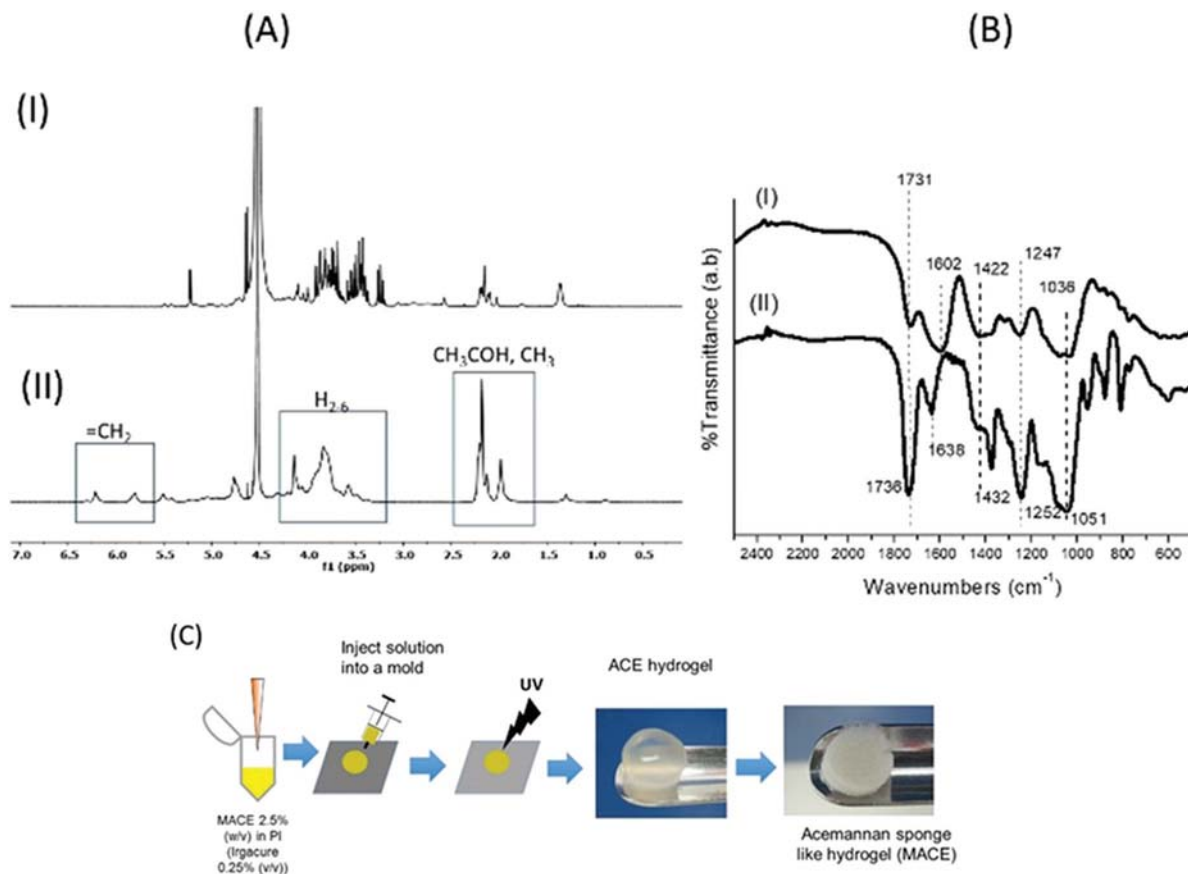 (A)
(B)
(I)
(II)
=CH2
H2-6
CH3COH, CH3
7.0 6.5 6.0 5.5 5.0 4.5 4.0 3.5 3.0 2.5 2.0 1.5 1.0 0.5
f1 (ppm)
1731
(I)
1602
1422
1247
1036
(II)
1736
1638
1432
1252
1051
%Transmittance (a.b)
2400 2200 2000 1800 1600 1400 1200 1000 800 600
Wavenumbers (cm-1)
(C)
Inject solution
into a mold
UV
ACE hydrogel
MACE 2.5%
(w/v) in PI
(Irgacure
0.25% (v/v))
Acemannan sponge
like hydrogel (MACE)